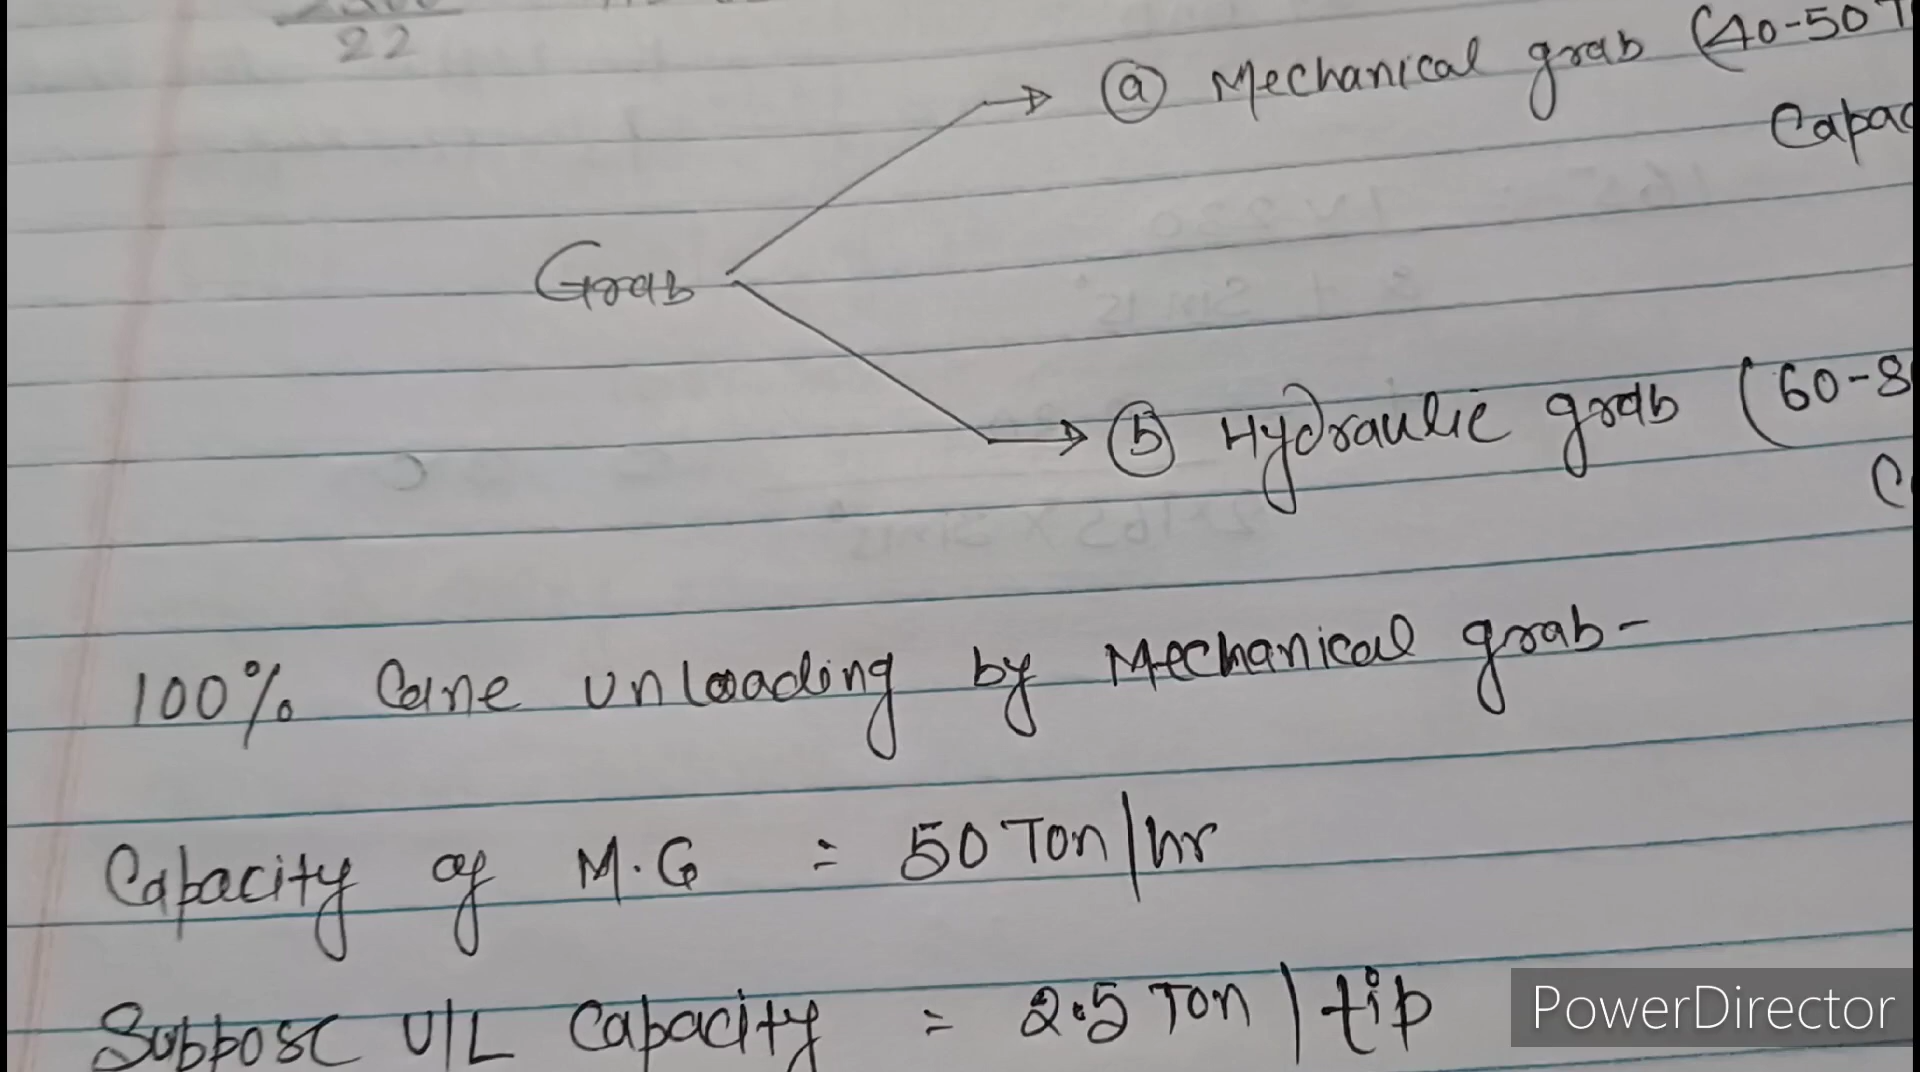 22
ⓐ Mechanical grab (40-50 T
Capac
Grab
ⓑ Hydraulic grab (60-8
C
100% Cane unloading by Mechanical grab-
Capacity of M.G = 50 Ton/hr
Suppose U/L Capacity = 2.5 Ton / tip
PowerDirector